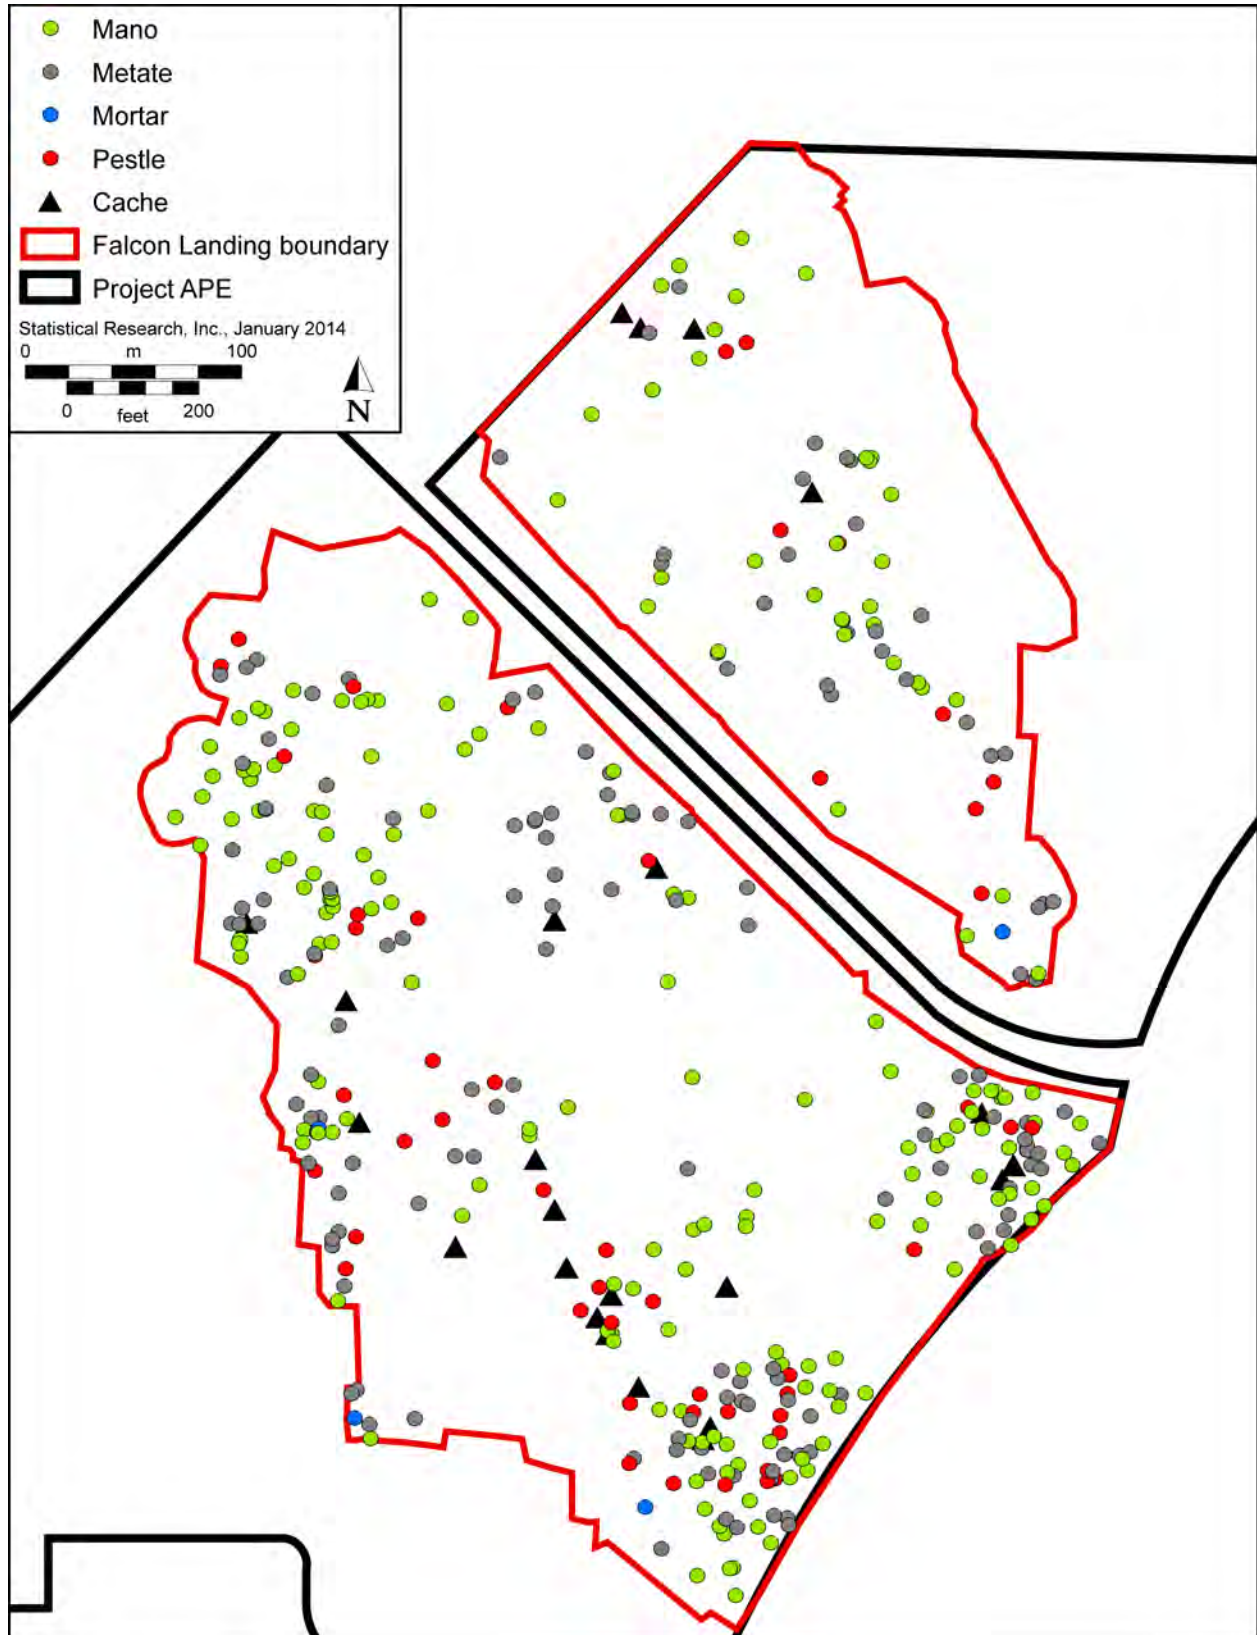 Mano
Metate
Mortar
Pestle
Cache
Falcon Landing boundary
Project APE
Statistical Research, Inc., January 2014
0 m 100
0 feet 200
N